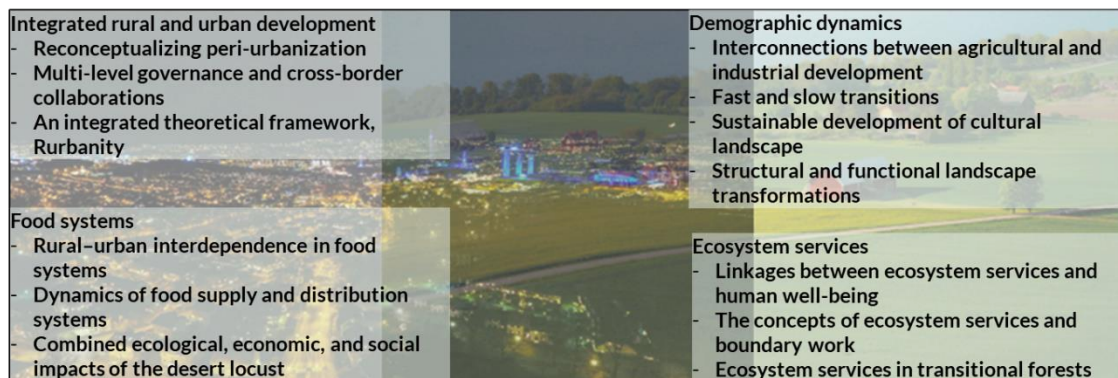 Integrated rural and urban development
- Reconceptualizing peri-urbanization
- Multi-level governance and cross-border
collaborations
- An integrated theoretical framework,
Rurbanity
Food systems
- Rural–urban interdependence in food
systems
- Dynamics of food supply and distribution
systems
- Combined ecological, economic, and social
impacts of the desert locust
Demographic dynamics
- Interconnections between agricultural and
industrial development
- Fast and slow transitions
- Sustainable development of cultural
landscape
- Structural and functional landscape
transformations
Ecosystem services
- Linkages between ecosystem services and
human well-being
- The concepts of ecosystem services and
boundary work
- Ecosystem services in transitional forests